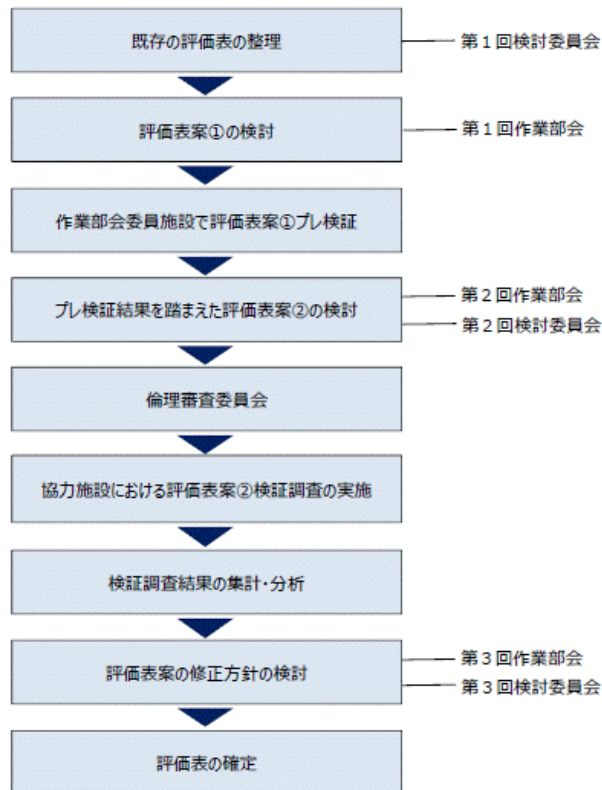 既存の評価表の整理
第１回検討委員会
評価表案①の検討
第１回作業部会
作業部会委員施設で評価表案①プレ検証
プレ検証結果を踏まえた評価表案②の検討
第２回作業部会
第２回検討委員会
倫理審査委員会
協力施設における評価表案②検証調査の実施
検証調査結果の集計・分析
評価表案の修正方針の検討
第３回作業部会
第３回検討委員会
評価表の確定